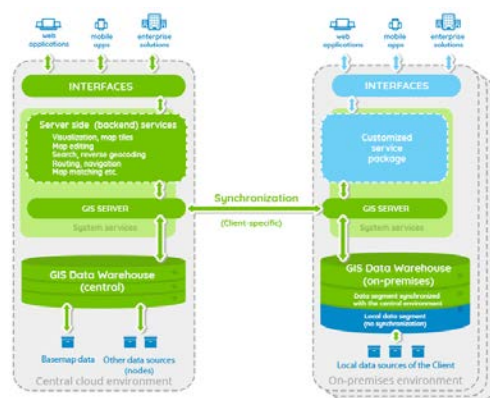 web
applications
mobile
apps
enterprise
solutions
INTERFACES
Server side (backend) services
Visualization, map tiles
Map editing
Search, reverse geocoding
Routing, navigation
Map matching etc.
GIS SERVER
System services
GIS Data Warehouse
(central)
Basemap data
Other data sources
(nodes)
Central cloud environment
Synchronization
(Client-specific)
web
applications
mobile
apps
enterprise
solutions
INTERFACES
Customized
service
package
GIS SERVER
System services
GIS Data Warehouse
(on-premises)
Data segment synchronized
with the central environment
Local data segment
(no synchronization)
Local data sources of the Client
On-premises environment